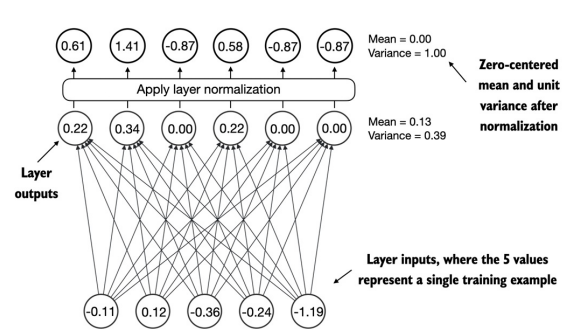 0.61 1.41 -0.87 0.58 -0.87 -0.87
Mean = 0.00
Variance = 1.00
Zero-centered
mean and unit
variance after
normalization
Apply layer normalization
0.22 0.34 0.00 0.22 0.00 0.00
Mean = 0.13
Variance = 0.39
Layer
outputs
Layer inputs, where the 5 values
represent a single training example
-0.11 0.12 -0.36 -0.24 -1.19